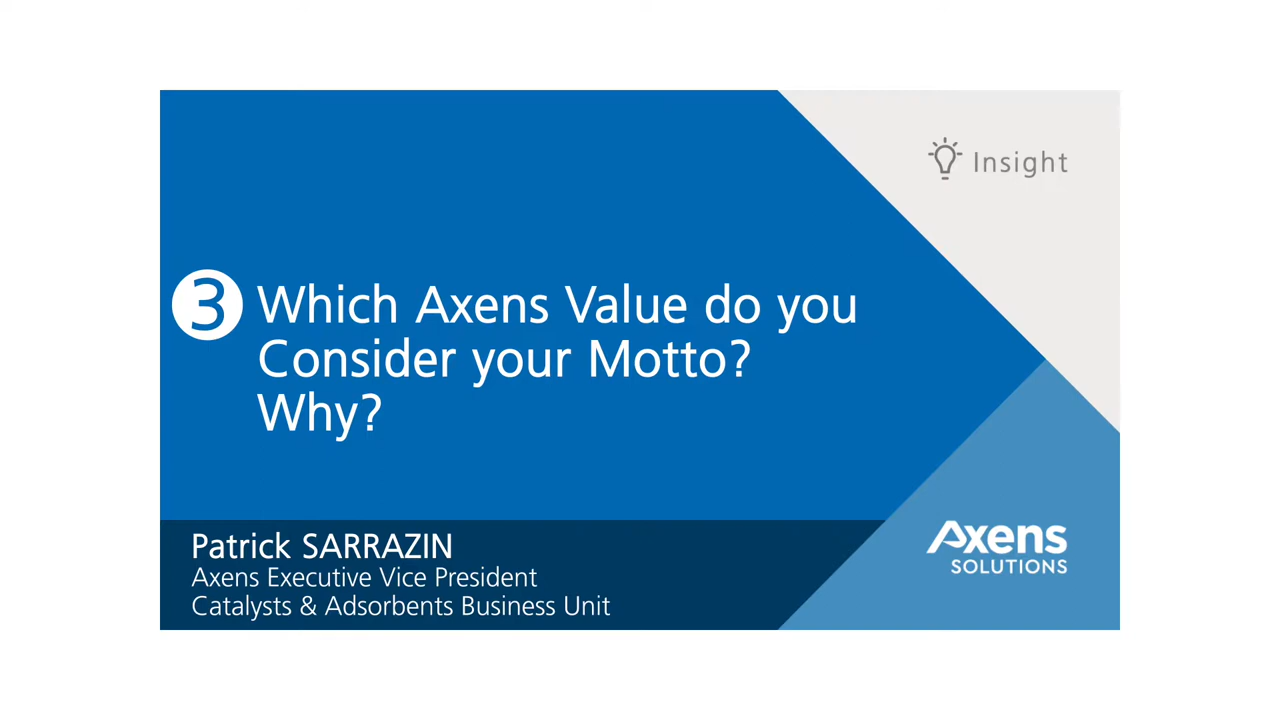 Insight
3 Which Axens Value do you
Consider your Motto?
Why?
Patrick SARRAZIN
Axens Executive Vice President
Catalysts & Adsorbents Business Unit
Axens
SOLUTIONS